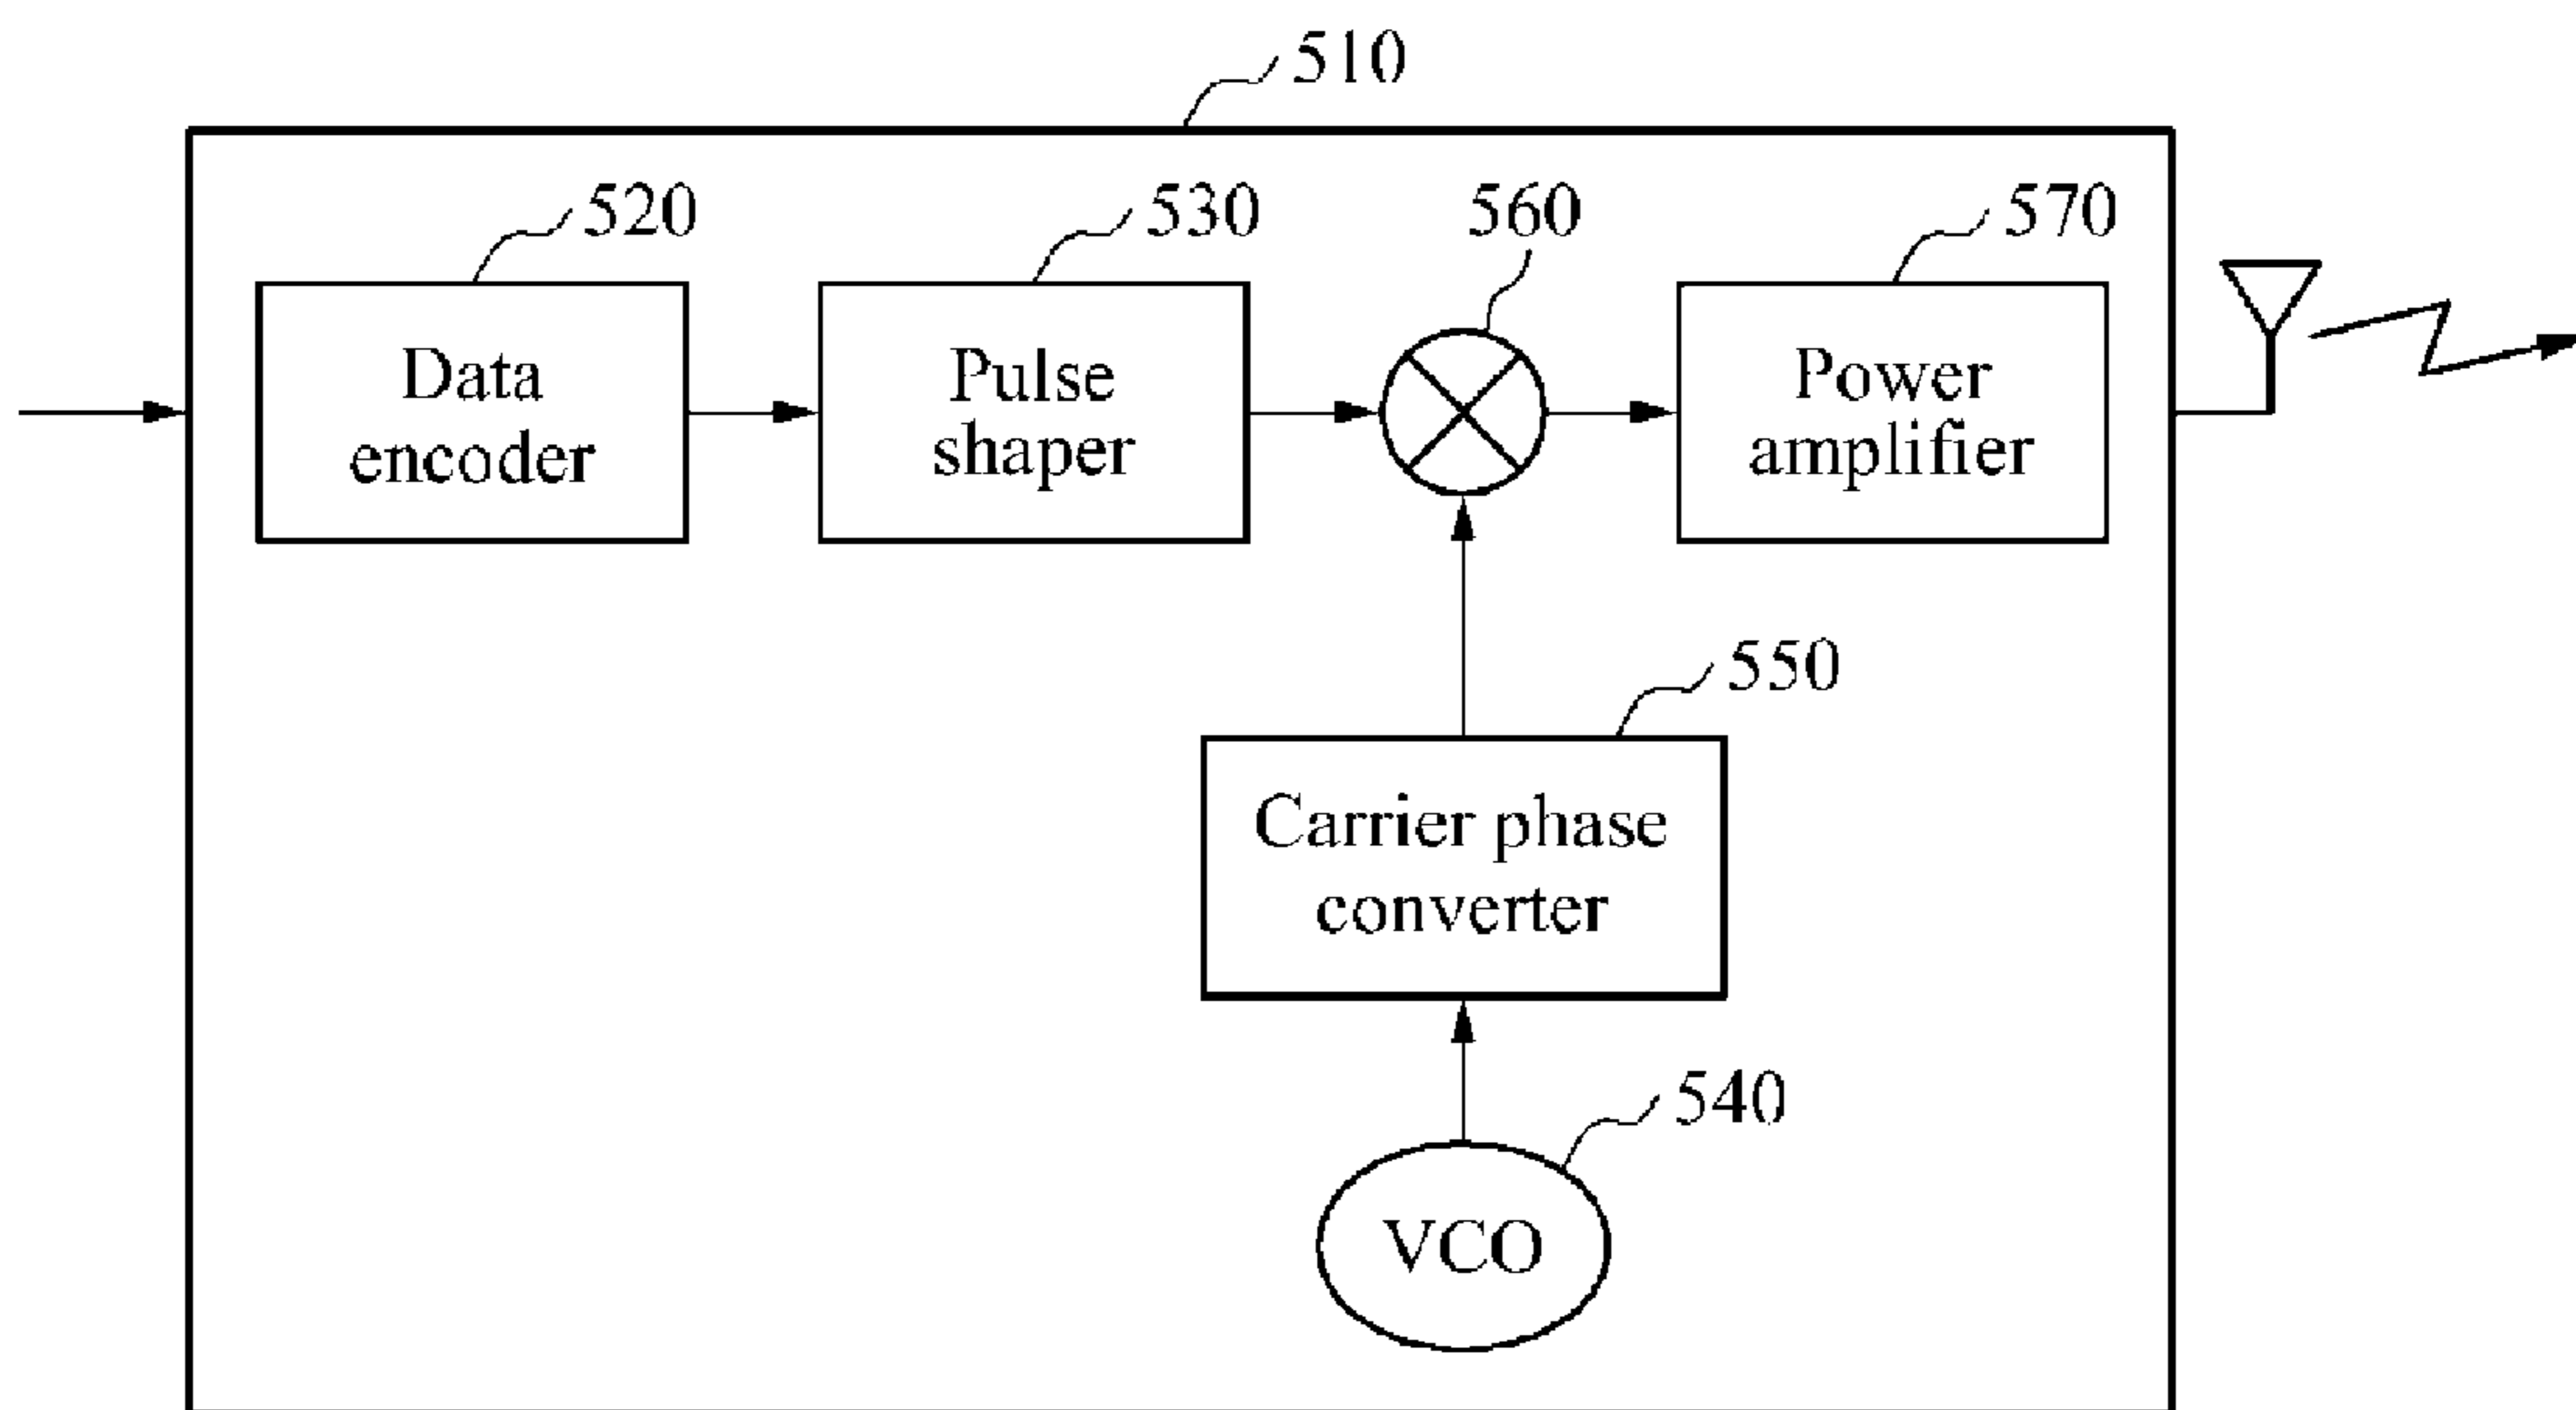 510
520
530
560
570
Data
encoder
Pulse
shaper
Power
amplifier
550
Carrier phase
converter
540
VCO